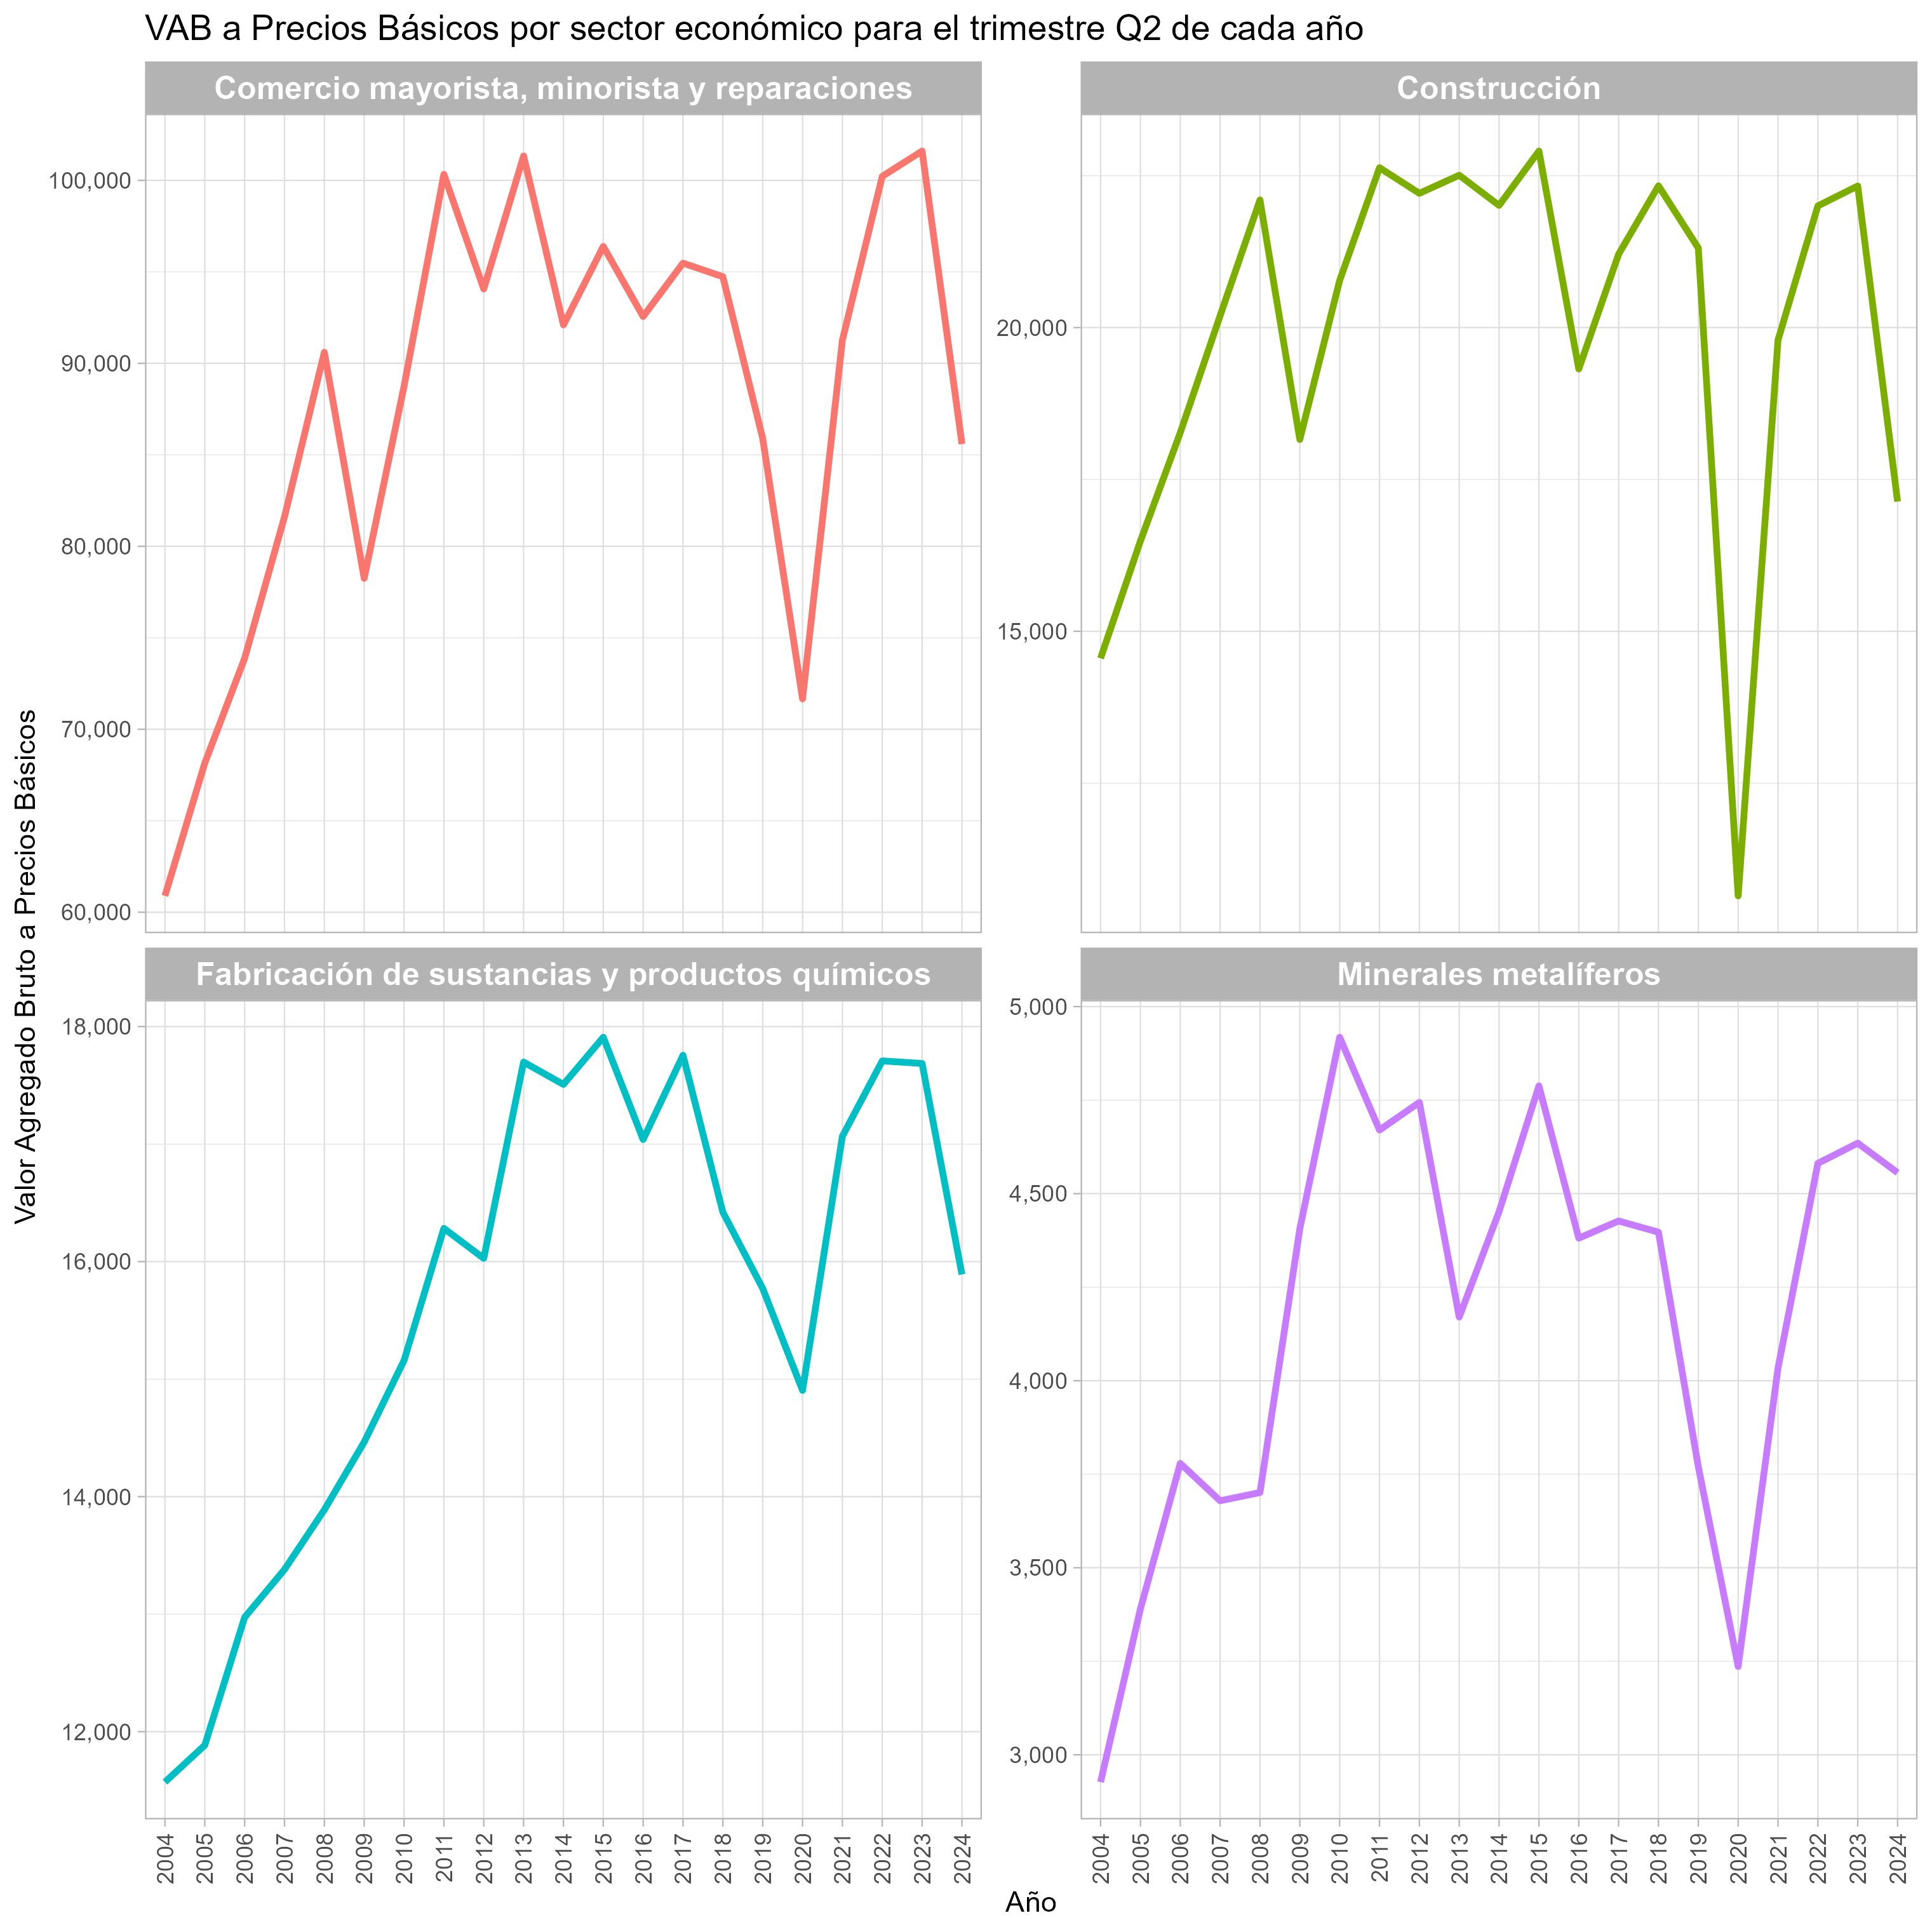 VAB a Precios Básicos por sector económico para el trimestre Q2 de cada año
Valor Agregado Bruto a Precios Básicos
Comercio mayorista, minorista y reparaciones
100,000
90,000
80,000
70,000
60,000
Construcción
20,000
15,000
Fabricación de sustancias y productos químicos
18,000
16,000
14,000
12,000
2004 2005 2006 2007 2008 2009 2010 2011 2012 2013 2014 2015 2016 2017 2018 2019 2020 2021 2022 2023 2024
Minerales metalíferos
5,000
4,500
4,000
3,500
3,000
2004 2005 2006 2007 2008 2009 2010 2011 2012 2013 2014 2015 2016 2017 2018 2019 2020 2021 2022 2023 2024
Año